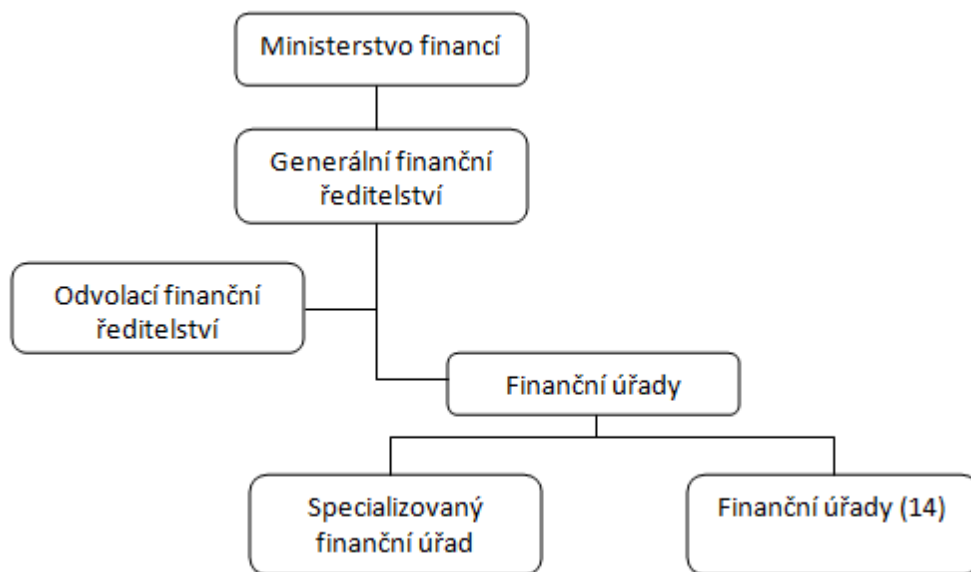 Ministerstvo financí
Generální finanční
ředitelství
Odvolací finanční
ředitelství
Finanční úřady
Specializovaný
finanční úřad
Finanční úřady (14)